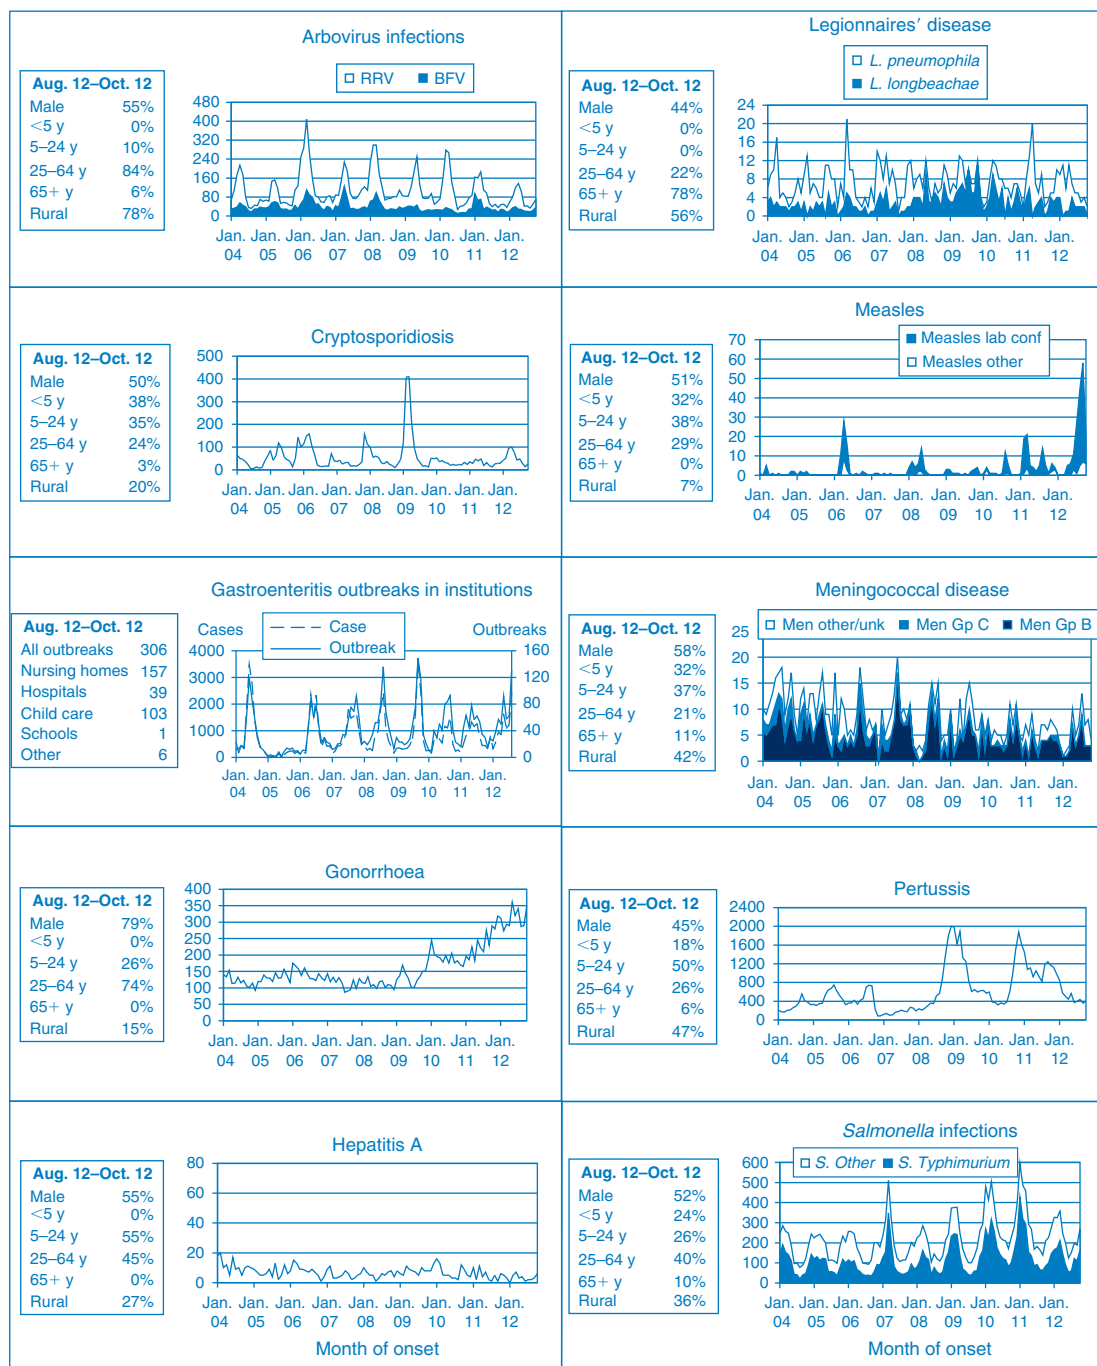 Arbovirus infections
RRV BFV
Aug. 12–Oct. 12
Male 55%
<5 y 0%
5–24 y 10%
25–64 y 84%
65+ y 6%
Rural 78%
480
400
320
240
160
80
0
Jan. Jan. Jan. Jan. Jan. Jan. Jan. Jan. Jan.
04 05 06 07 08 09 10 11 12
Legionnaires’ disease
L. pneumophila
L. longbeachae
Aug. 12–Oct. 12
Male 44%
<5 y 0%
5–24 y 0%
25–64 y 22%
65+ y 78%
Rural 56%
24
20
16
12
8
4
0
Jan. Jan. Jan. Jan. Jan. Jan. Jan. Jan. Jan.
04 05 06 07 08 09 10 11 12
Cryptosporidiosis
Aug. 12–Oct. 12
Male 50%
<5 y 38%
5–24 y 35%
25–64 y 24%
65+ y 3%
Rural 20%
500
400
300
200
100
0
Jan. Jan. Jan. Jan. Jan. Jan. Jan. Jan. Jan.
04 05 06 07 08 09 10 11 12
Measles
Measles lab conf
Measles other
Aug. 12–Oct. 12
Male 51%
<5 y 32%
5–24 y 38%
25–64 y 29%
65+ y 0%
Rural 7%
70
60
50
40
30
20
10
0
Jan. Jan. Jan. Jan. Jan. Jan. Jan. Jan. Jan.
04 05 06 07 08 09 10 11 12
Gastroenteritis outbreaks in institutions
Aug. 12–Oct. 12
All outbreaks 306
Nursing homes 157
Hospitals 39
Child care 103
Schools 1
Other 6
Cases
Case
Outbreak
Outbreaks
4000
3000
2000
1000
0
160
120
80
40
0
Jan. Jan. Jan. Jan. Jan. Jan. Jan. Jan. Jan.
04 05 06 07 08 09 10 11 12
Meningococcal disease
Men other/unk Men Gp C Men Gp B
Aug. 12–Oct. 12
Male 58%
<5 y 32%
5–24 y 37%
25–64 y 21%
65+ y 11%
Rural 42%
25
20
15
10
5
0
Jan. Jan. Jan. Jan. Jan. Jan. Jan. Jan. Jan.
04 05 06 07 08 09 10 11 12
Gonorrhoea
Aug. 12–Oct. 12
Male 79%
<5 y 0%
5–24 y 26%
25–64 y 74%
65+ y 0%
Rural 15%
400
350
300
250
200
150
100
50
0
Jan. Jan. Jan. Jan. Jan. Jan. Jan. Jan. Jan.
04 05 06 07 08 09 10 11 12
Pertussis
Aug. 12–Oct. 12
Male 45%
<5 y 18%
5–24 y 50%
25–64 y 26%
65+ y 6%
Rural 47%
2400
2000
1600
1200
800
400
0
Jan. Jan. Jan. Jan. Jan. Jan. Jan. Jan. Jan.
04 05 06 07 08 09 10 11 12
Hepatitis A
Aug. 12–Oct. 12
Male 55%
<5 y 0%
5–24 y 55%
25–64 y 45%
65+ y 0%
Rural 27%
80
60
40
20
0
Jan. Jan. Jan. Jan. Jan. Jan. Jan. Jan. Jan.
04 05 06 07 08 09 10 11 12
Month of onset
Salmonella infections
S. Other S. Typhimurium
Aug. 12–Oct. 12
Male 52%
<5 y 24%
5–24 y 26%
25–64 y 40%
65+ y 10%
Rural 36%
600
500
400
300
200
100
0
Jan. Jan. Jan. Jan. Jan. Jan. Jan. Jan. Jan.
04 05 06 07 08 09 10 11 12
Month of onset